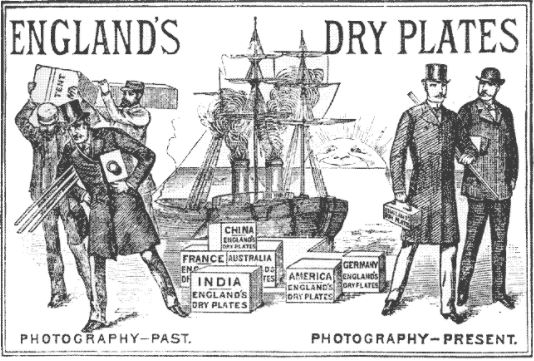 ENGLAND'S DRY PLATES
TENT
CHINA
ENGLAND'S
DRY PLATES
FRANCE
AUSTRALIA
INDIA
ENGLAND'S
DRY PLATES
AMERICA
ENGLAND'S
DRY PLATES
GERMANY
ENGLAND'S
DRY PLATES
PHOTOGRAPHY—PAST.
PHOTOGRAPHY—PRESENT.